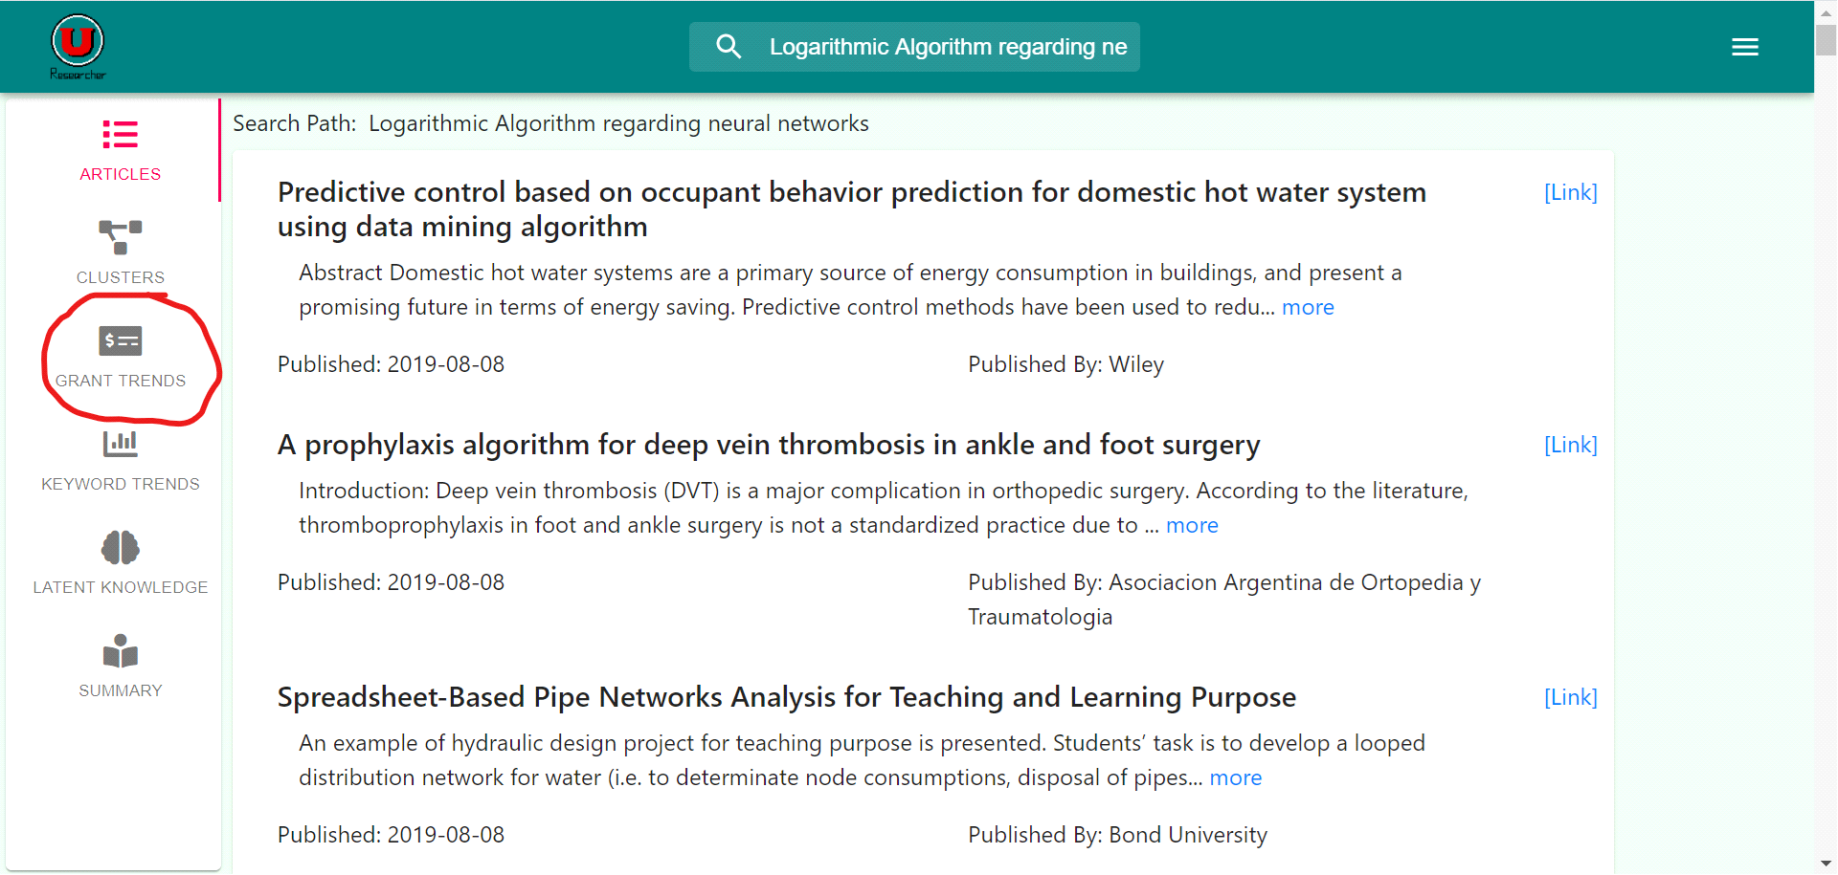 U
Researcher
Logarithmic Algorithm regarding ne
ARTICLES
CLUSTERS
$
GRANT TRENDS
KEYWORD TRENDS
LATENT KNOWLEDGE
SUMMARY
Search Path: Logarithmic Algorithm regarding neural networks
Predictive control based on occupant behavior prediction for domestic hot water system
using data mining algorithm
[Link]
Abstract Domestic hot water systems are a primary source of energy consumption in buildings, and present a
promising future in terms of energy saving. Predictive control methods have been used to redu... more
Published: 2019-08-08
Published By: Wiley
A prophylaxis algorithm for deep vein thrombosis in ankle and foot surgery
[Link]
Introduction: Deep vein thrombosis (DVT) is a major complication in orthopedic surgery. According to the literature,
thromboprophylaxis in foot and ankle surgery is not a standardized practice due to ... more
Published: 2019-08-08
Published By: Asociacion Argentina de Ortopedia y
Traumatologia
Spreadsheet-Based Pipe Networks Analysis for Teaching and Learning Purpose
[Link]
An example of hydraulic design project for teaching purpose is presented. Students’ task is to develop a looped
distribution network for water (i.e. to determinate node consumptions, disposal of pipes... more
Published: 2019-08-08
Published By: Bond University